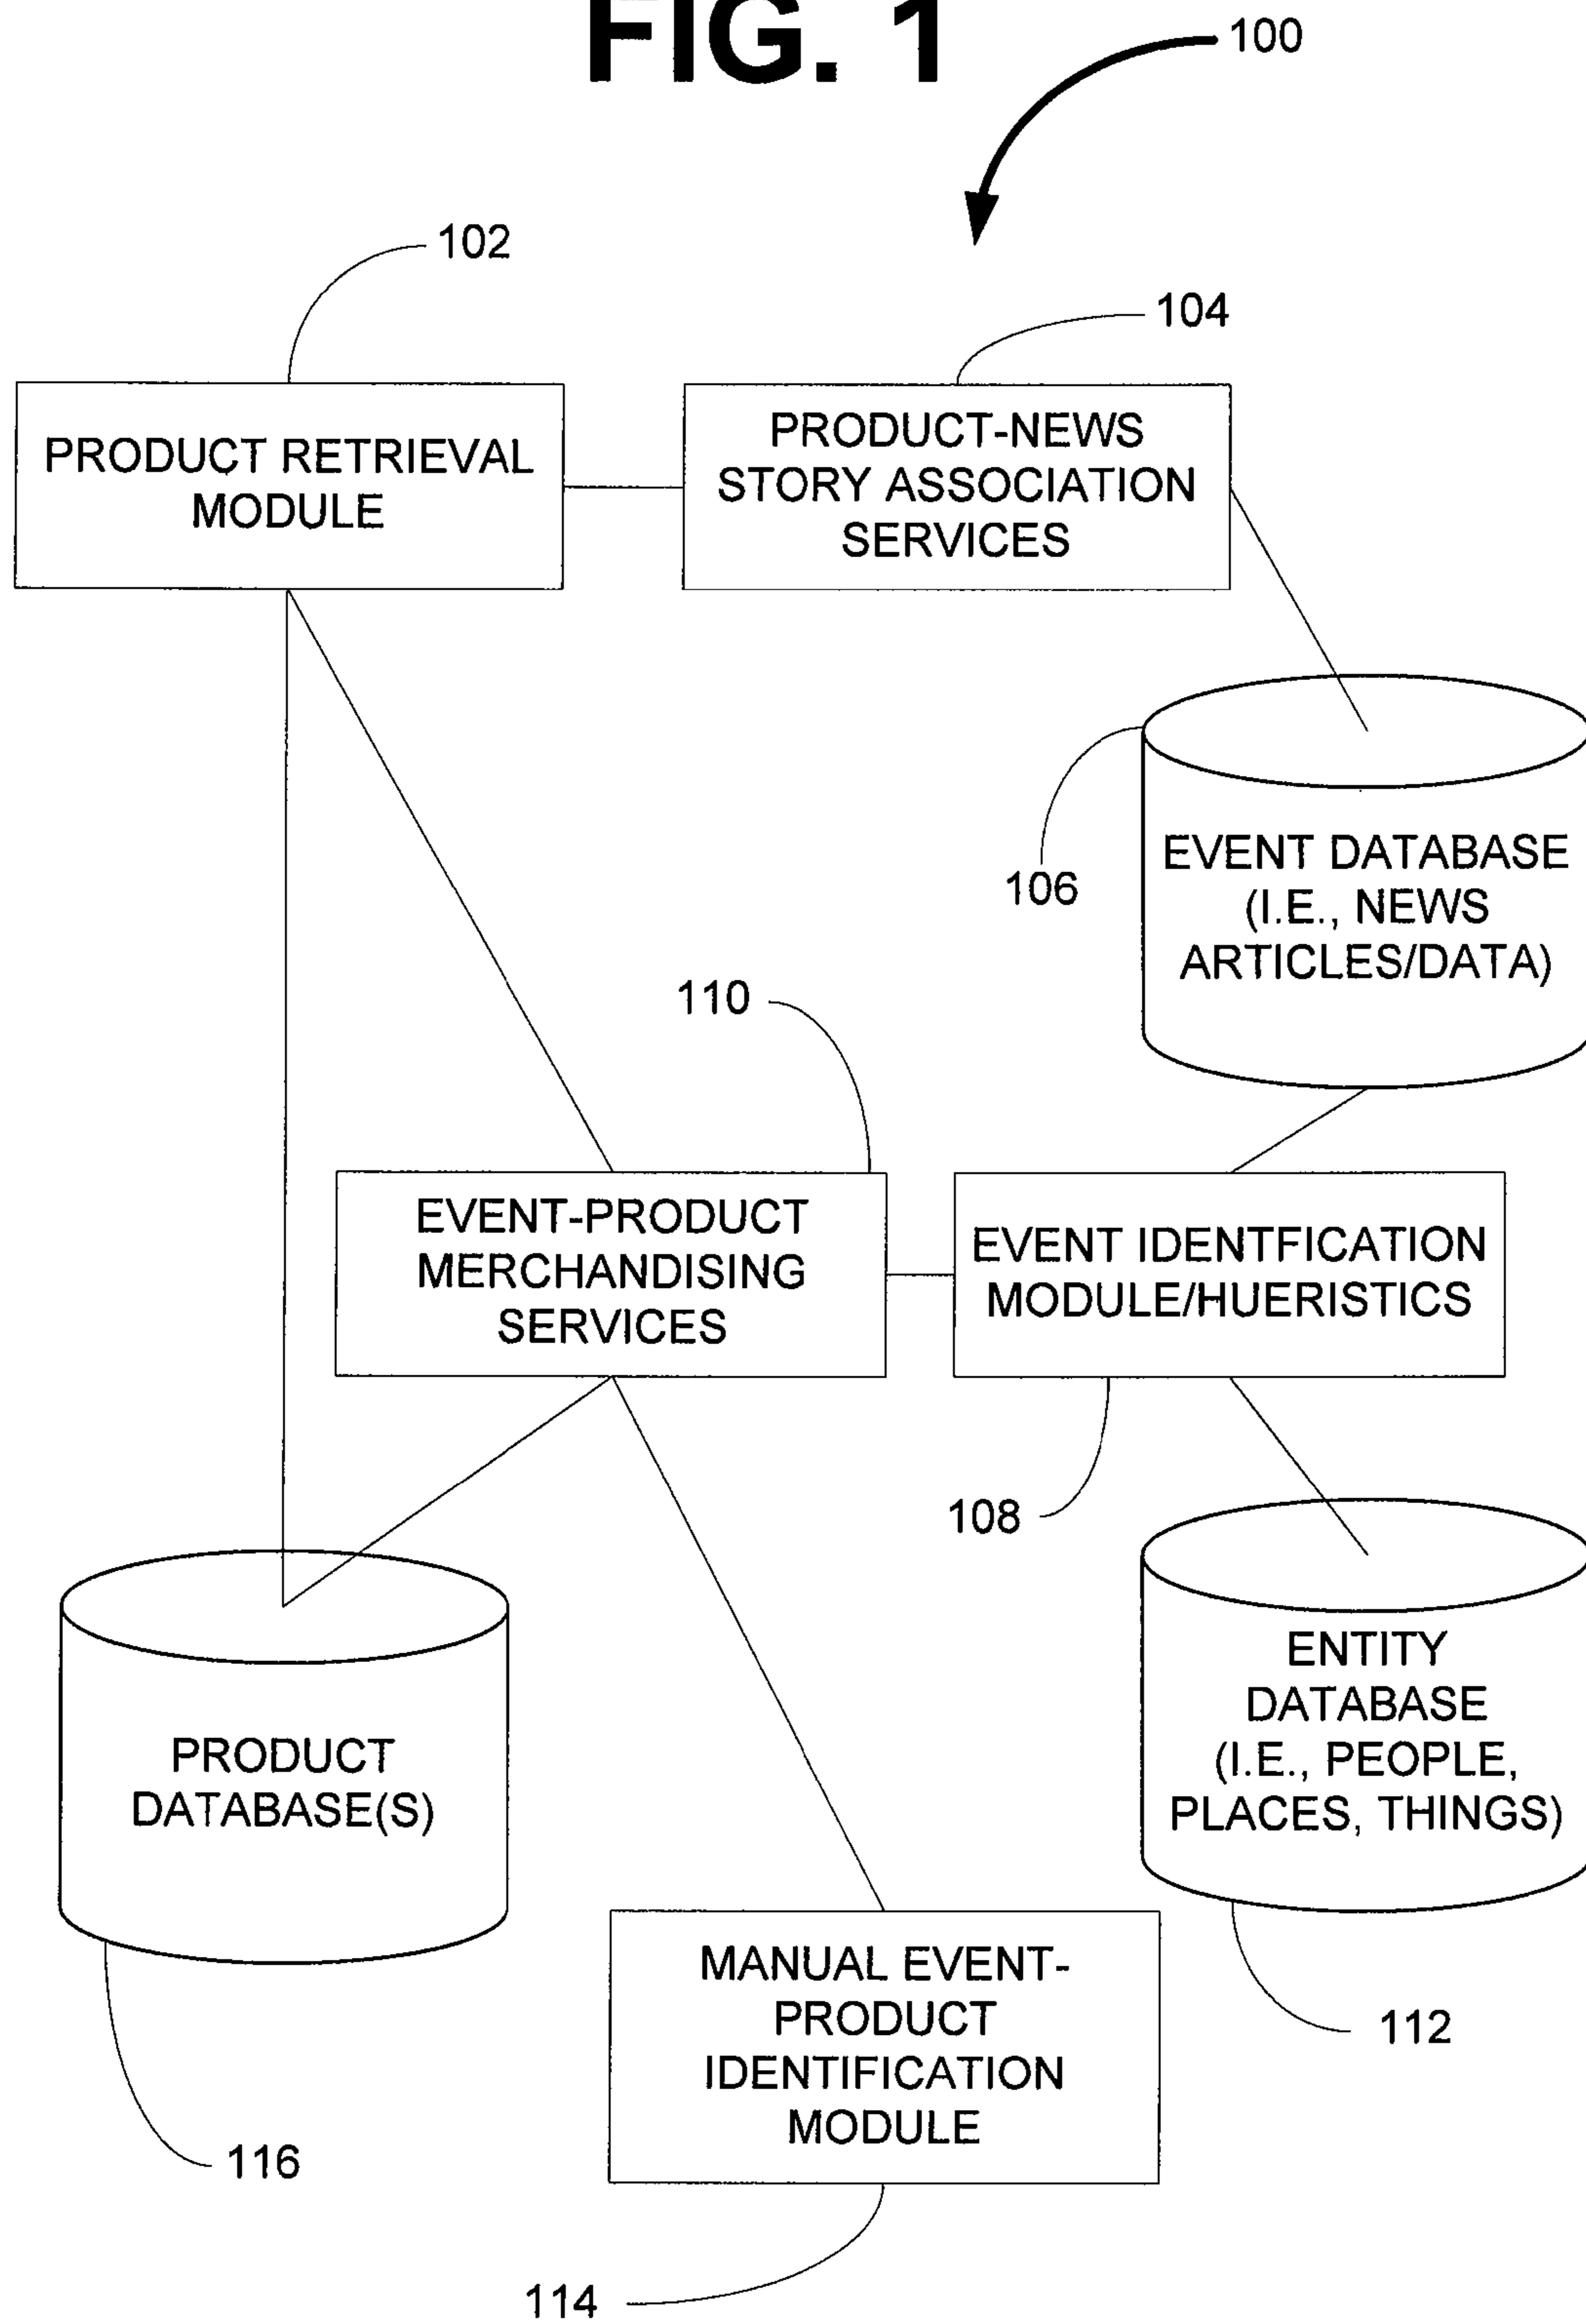 FIG. 1
100
102
104
PRODUCT RETRIEVAL
MODULE
PRODUCT-NEWS
STORY ASSOCIATION
SERVICES
106
EVENT DATABASE
(I.E., NEWS
ARTICLES/DATA)
110
EVENT-PRODUCT
MERCHANDISING
SERVICES
EVENT IDENTFICATION
MODULE/HUERISTICS
108
PRODUCT
DATABASE(S)
ENTITY
DATABASE
(I.E., PEOPLE,
PLACES, THINGS)
MANUAL EVENT-
PRODUCT
IDENTIFICATION
MODULE
112
116
114